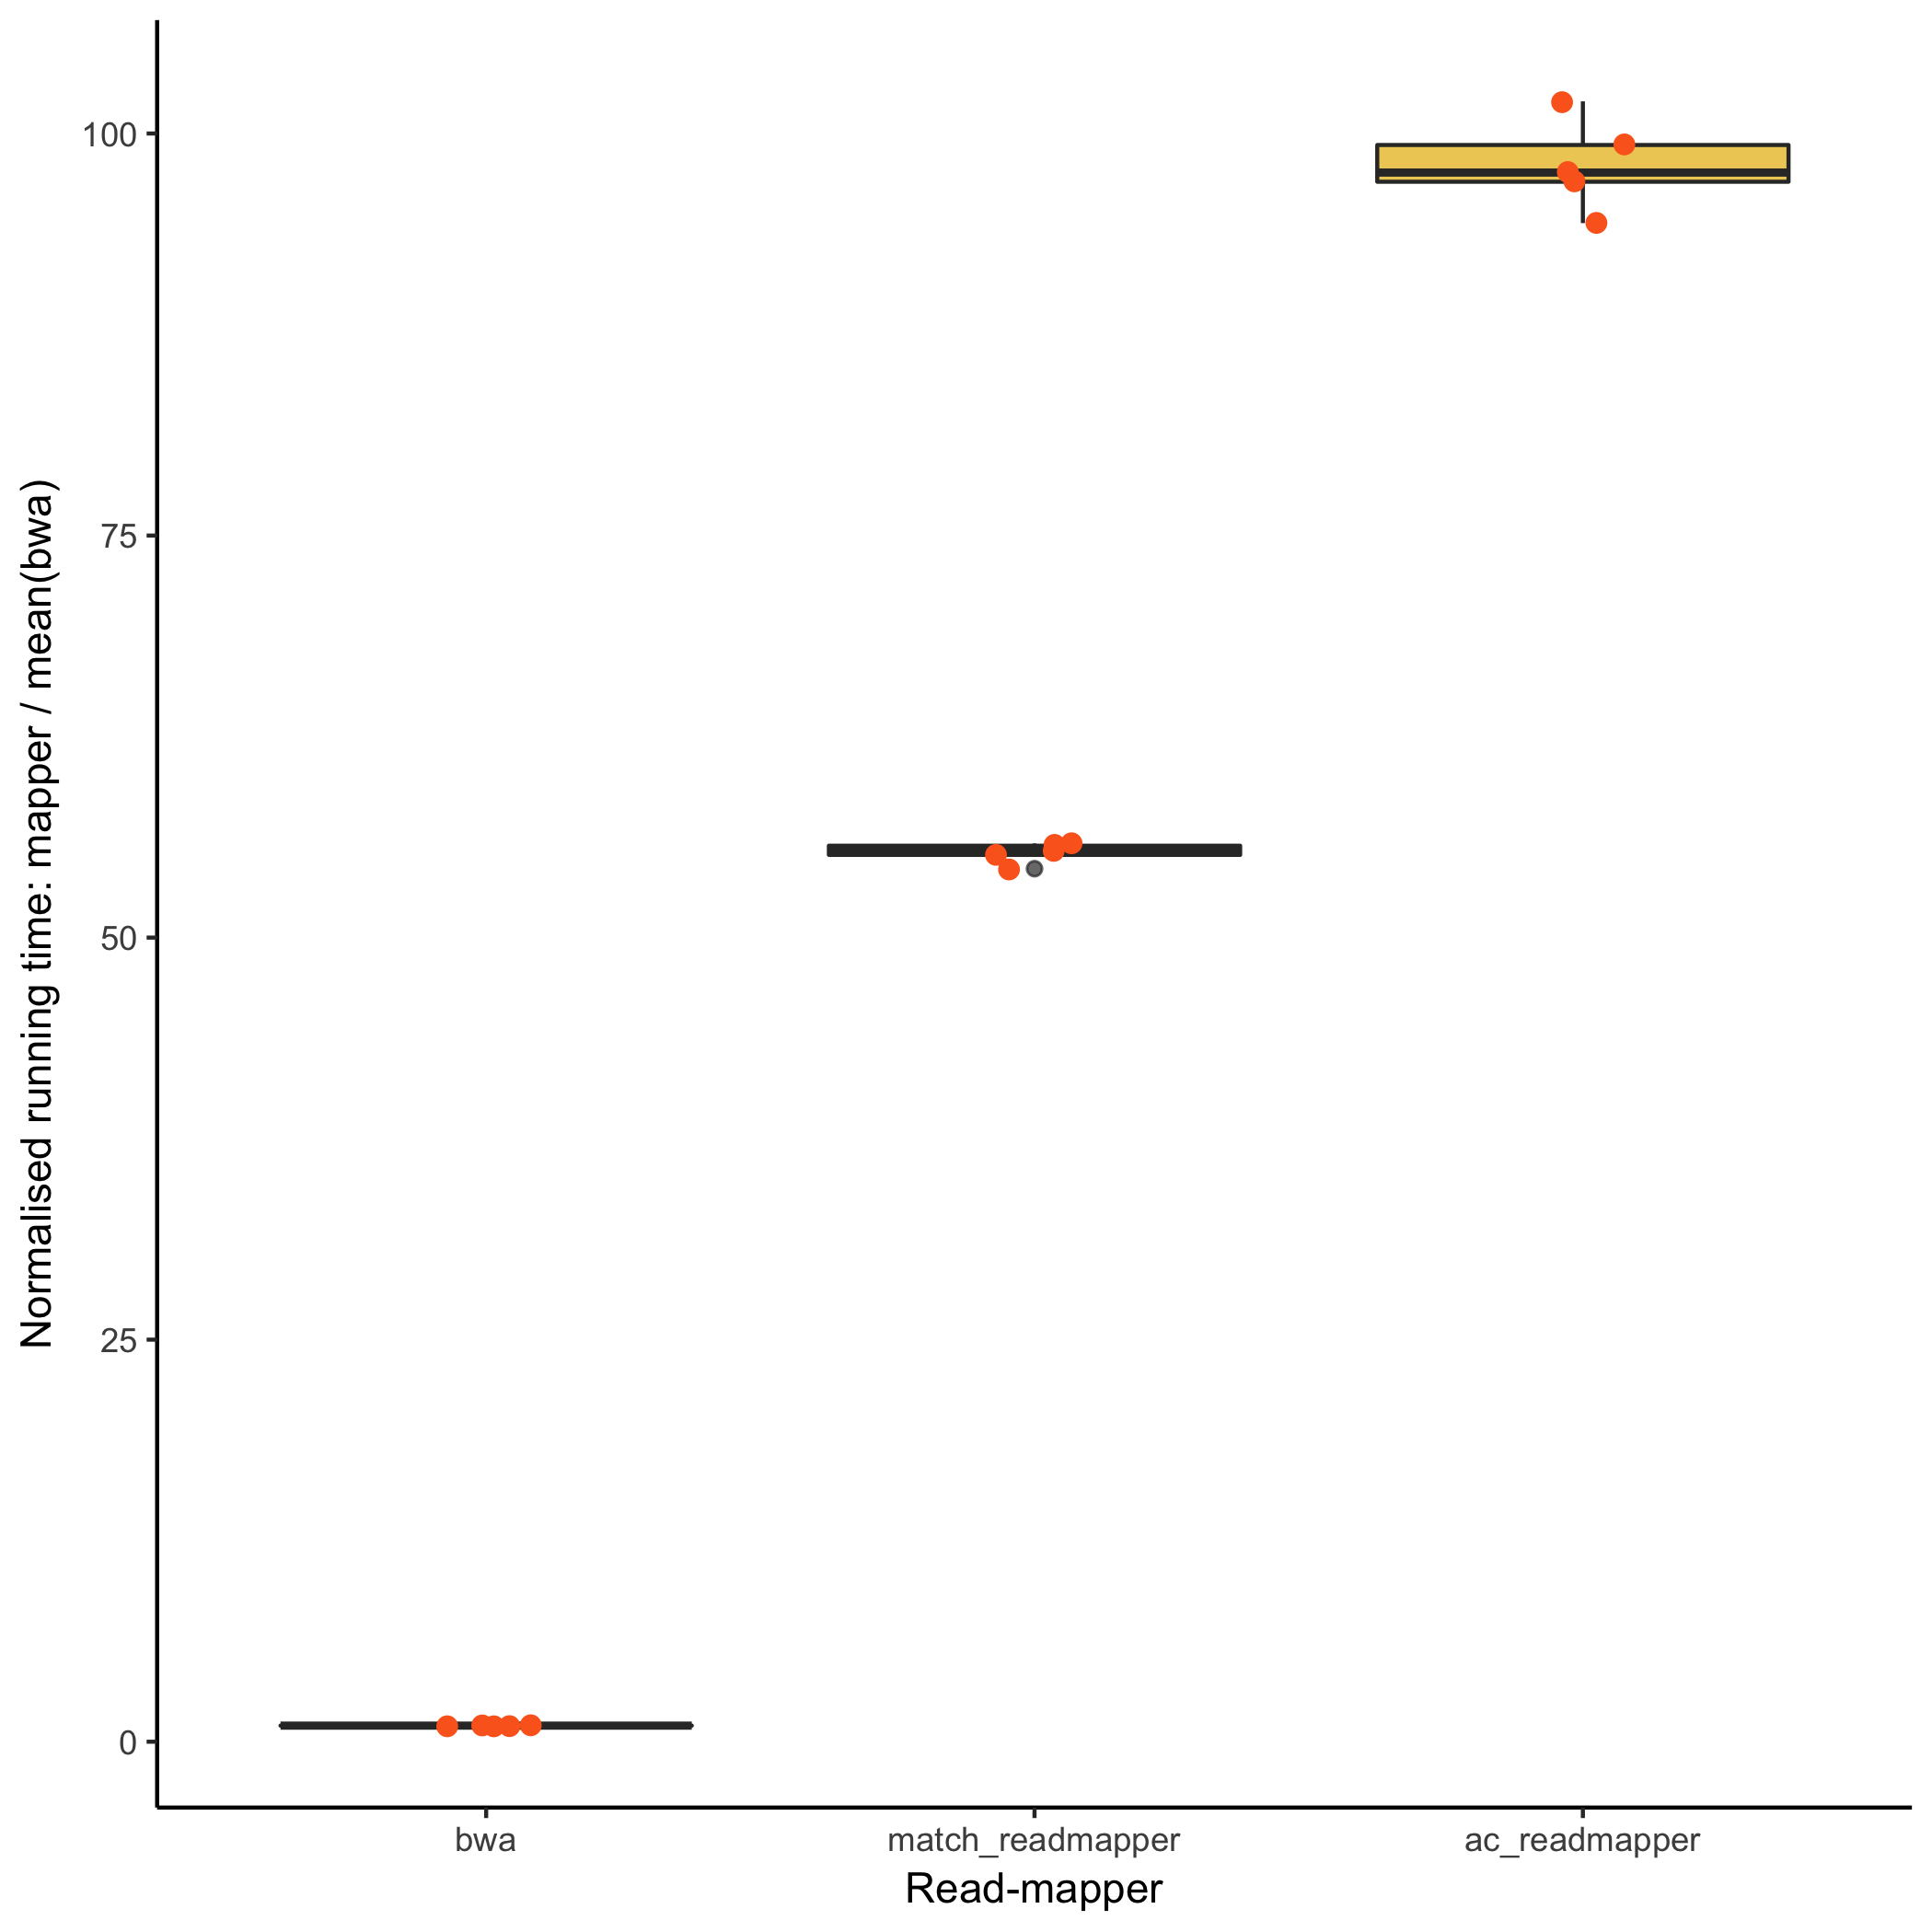 Normalised running time: mapper / mean(bwa)
100
75
50
25
0
bwa
match_readmapper
ac_readmapper
Read-mapper